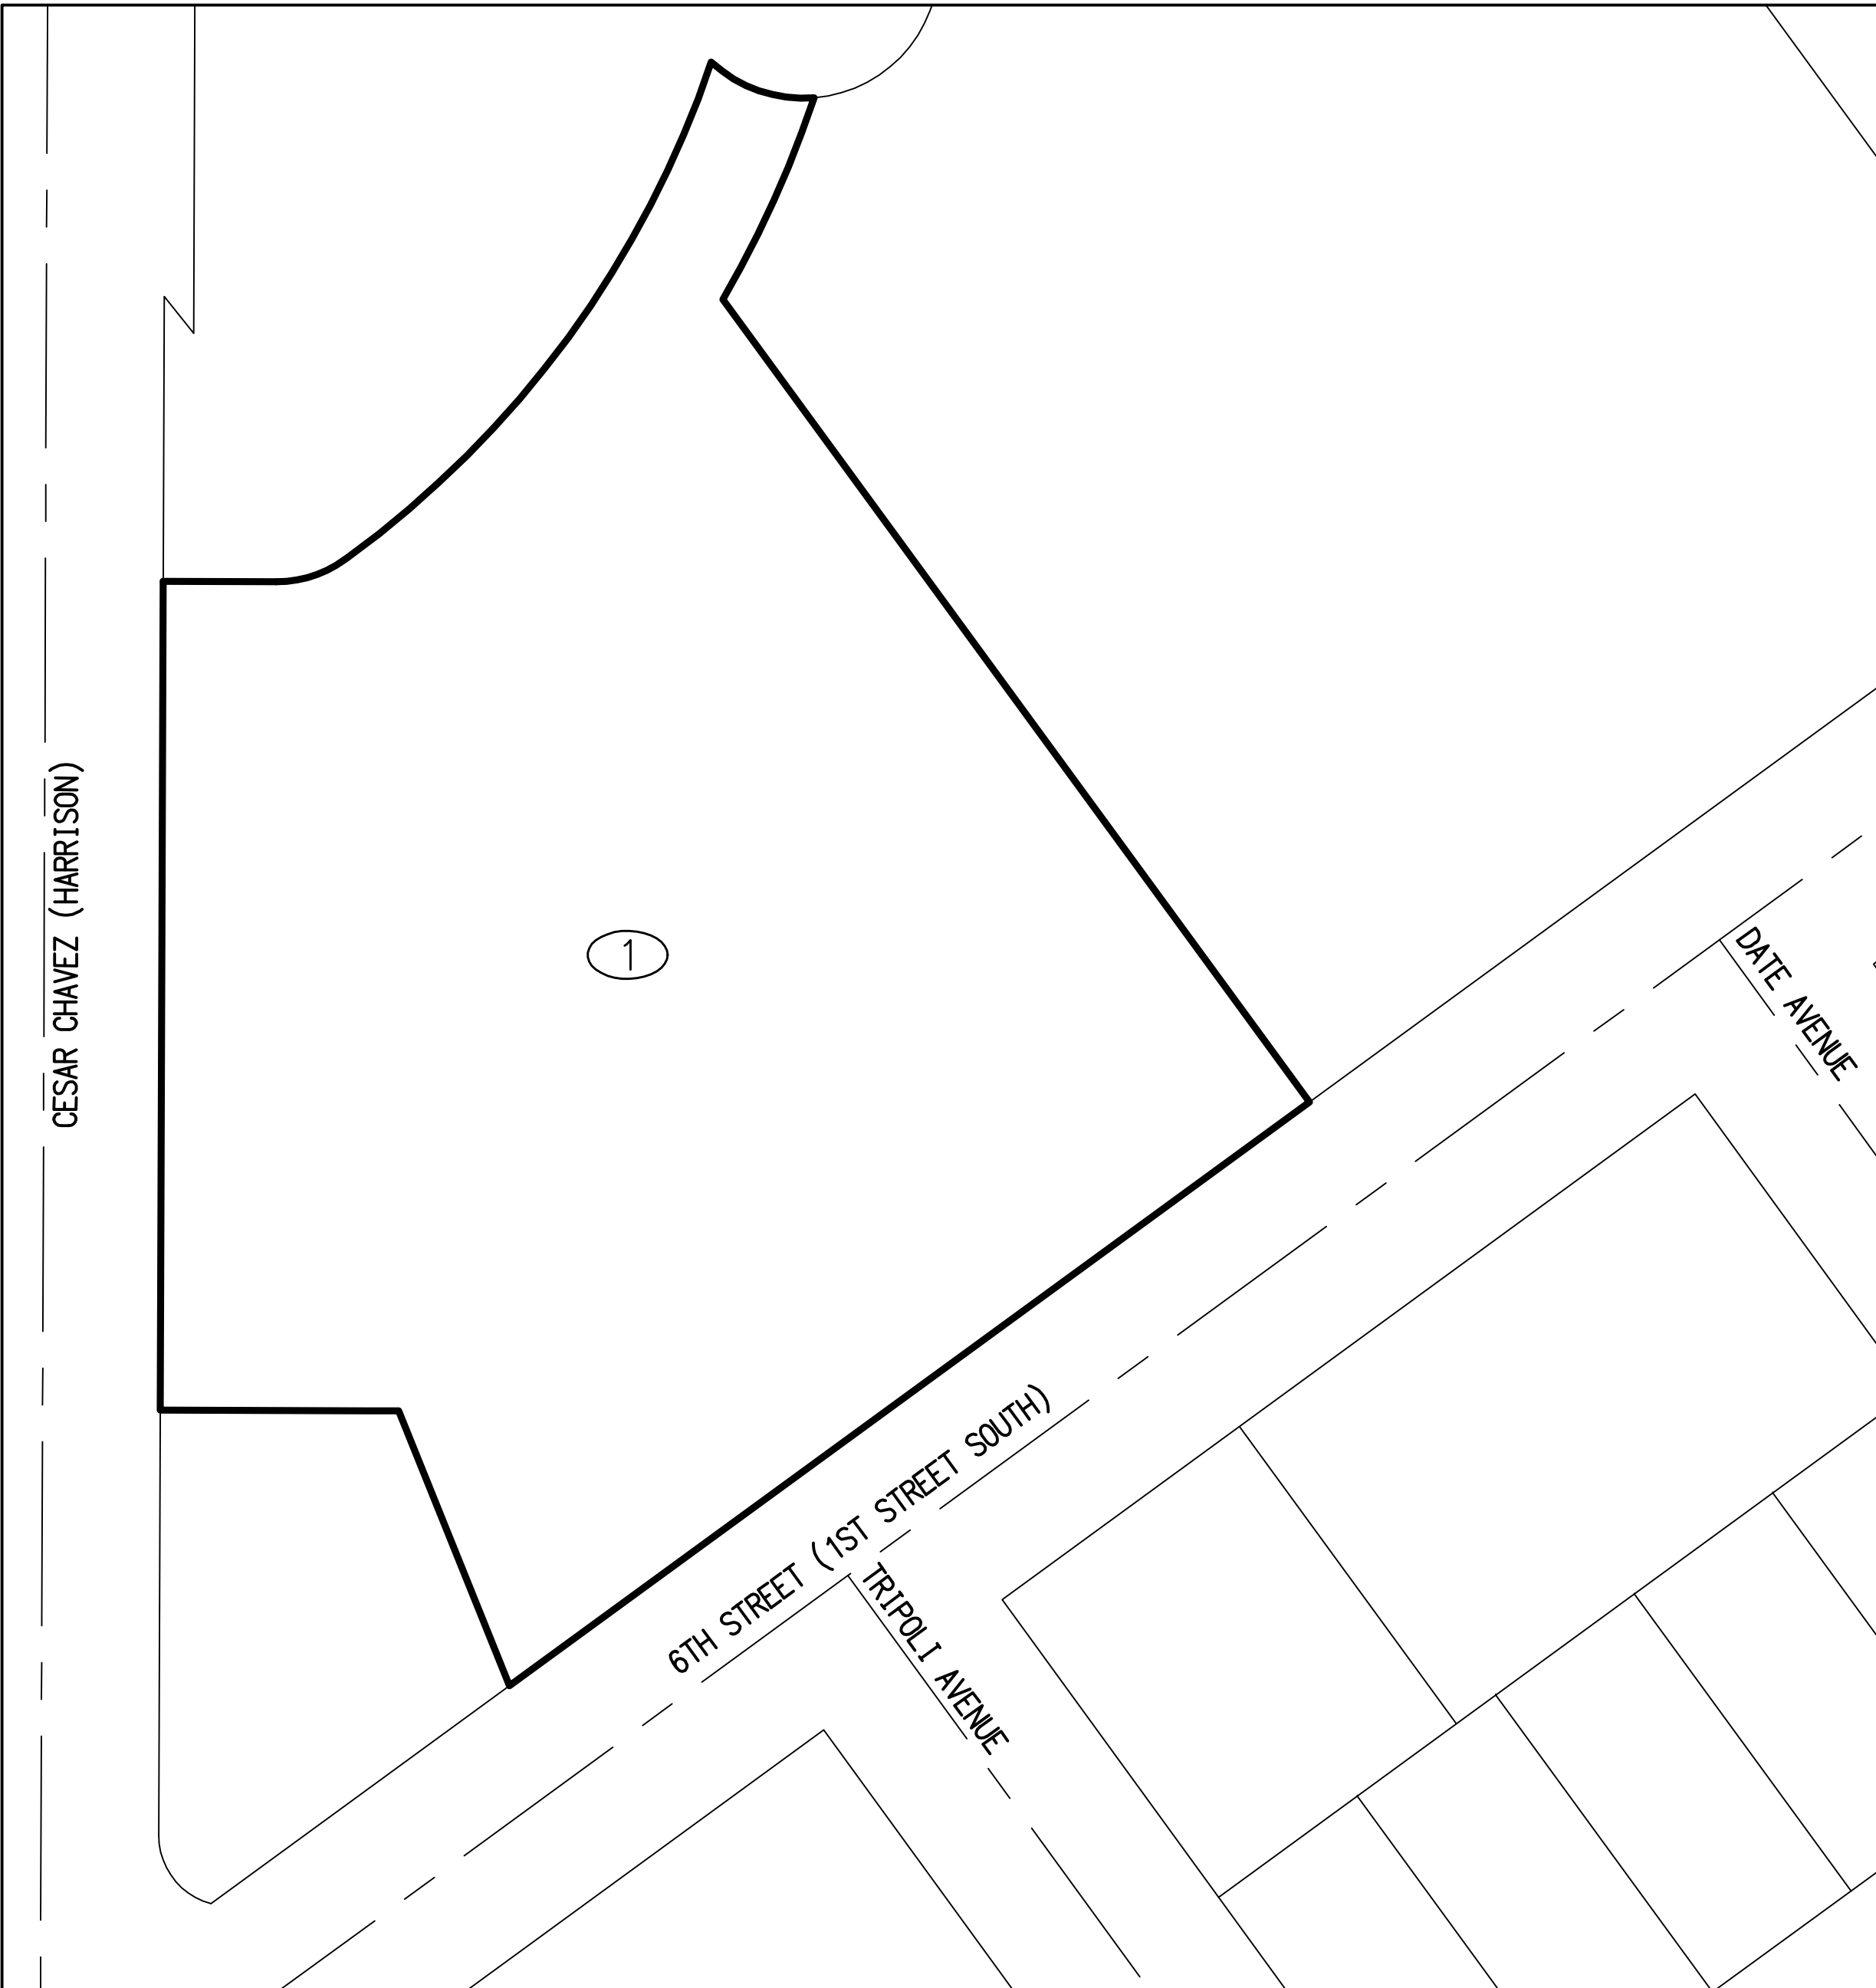 CESAR CHAVEZ (HARRISON)
1
DATE AVENUE
6TH STREET (1ST STREET SOUTH)
TRIPOLI AVENUE